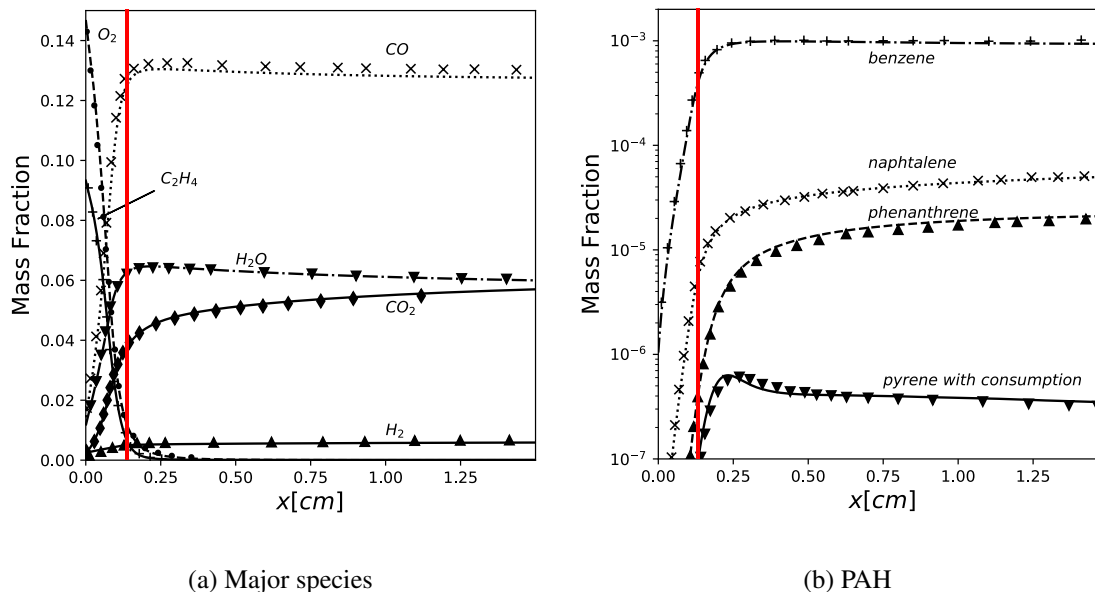 0.14
0.12
0.10
0.08
0.06
0.04
0.02
0.00
Mass Fraction
O₂
CO
C₂H₄
H₂O
CO₂
H₂
0.00 0.25 0.50 0.75 1.00 1.25
x[cm]
(a) Major species
10⁻³
10⁻⁴
10⁻⁵
10⁻⁶
10⁻⁷
Mass Fraction
benzene
naphtalene
phenanthrene
pyrene with consumption
0.00 0.25 0.50 0.75 1.00 1.25
x[cm]
(b) PAH